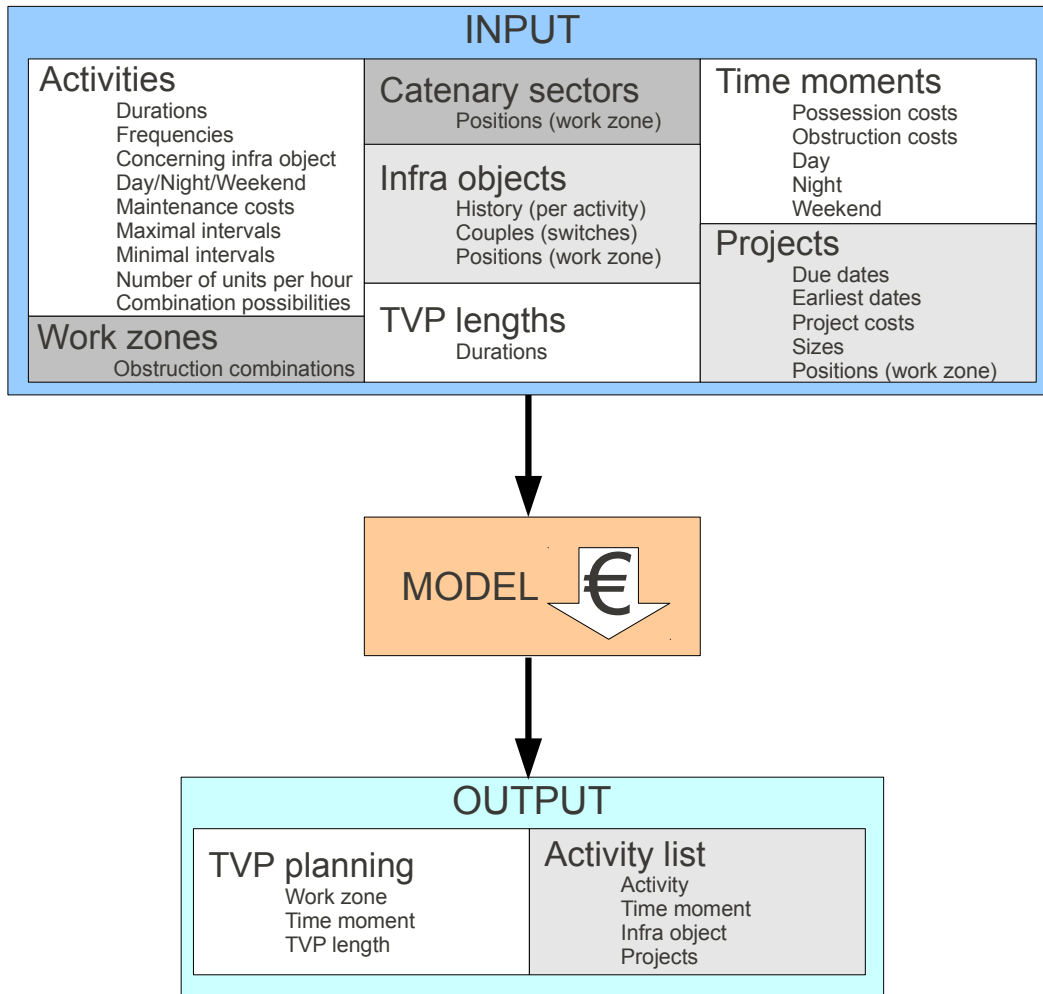 INPUT
Activities
Durations
Frequencies
Concerning infra object
Day/Night/Weekend
Maintenance costs
Maximal intervals
Minimal intervals
Number of units per hour
Combination possibilities
Work zones
Obstruction combinations
Catenary sectors
Positions (work zone)
Infra objects
History (per activity)
Couples (switches)
Positions (work zone)
TVP lengths
Durations
Time moments
Possession costs
Obstruction costs
Day
Night
Weekend
Projects
Due dates
Earliest dates
Project costs
Sizes
Positions (work zone)
MODEL €
OUTPUT
TVP planning
Work zone
Time moment
TVP length
Activity list
Activity
Time moment
Infra object
Projects